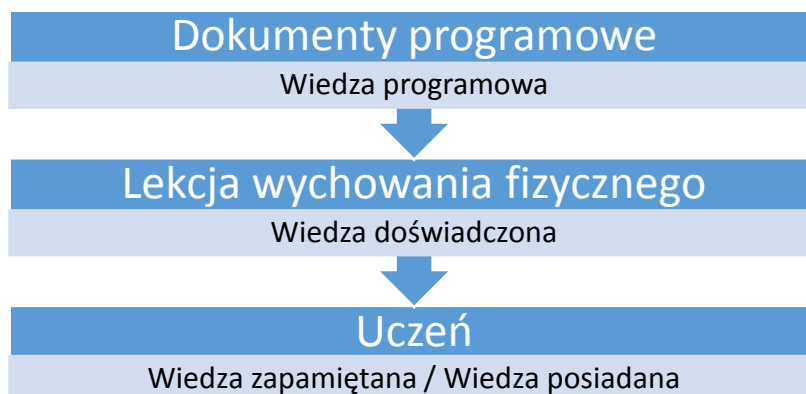 Dokumenty programowe
Wiedza programowa
Lekcja wychowania fizycznego
Wiedza doświadczona
Uczeń
Wiedza zapamiętana / Wiedza posiadana